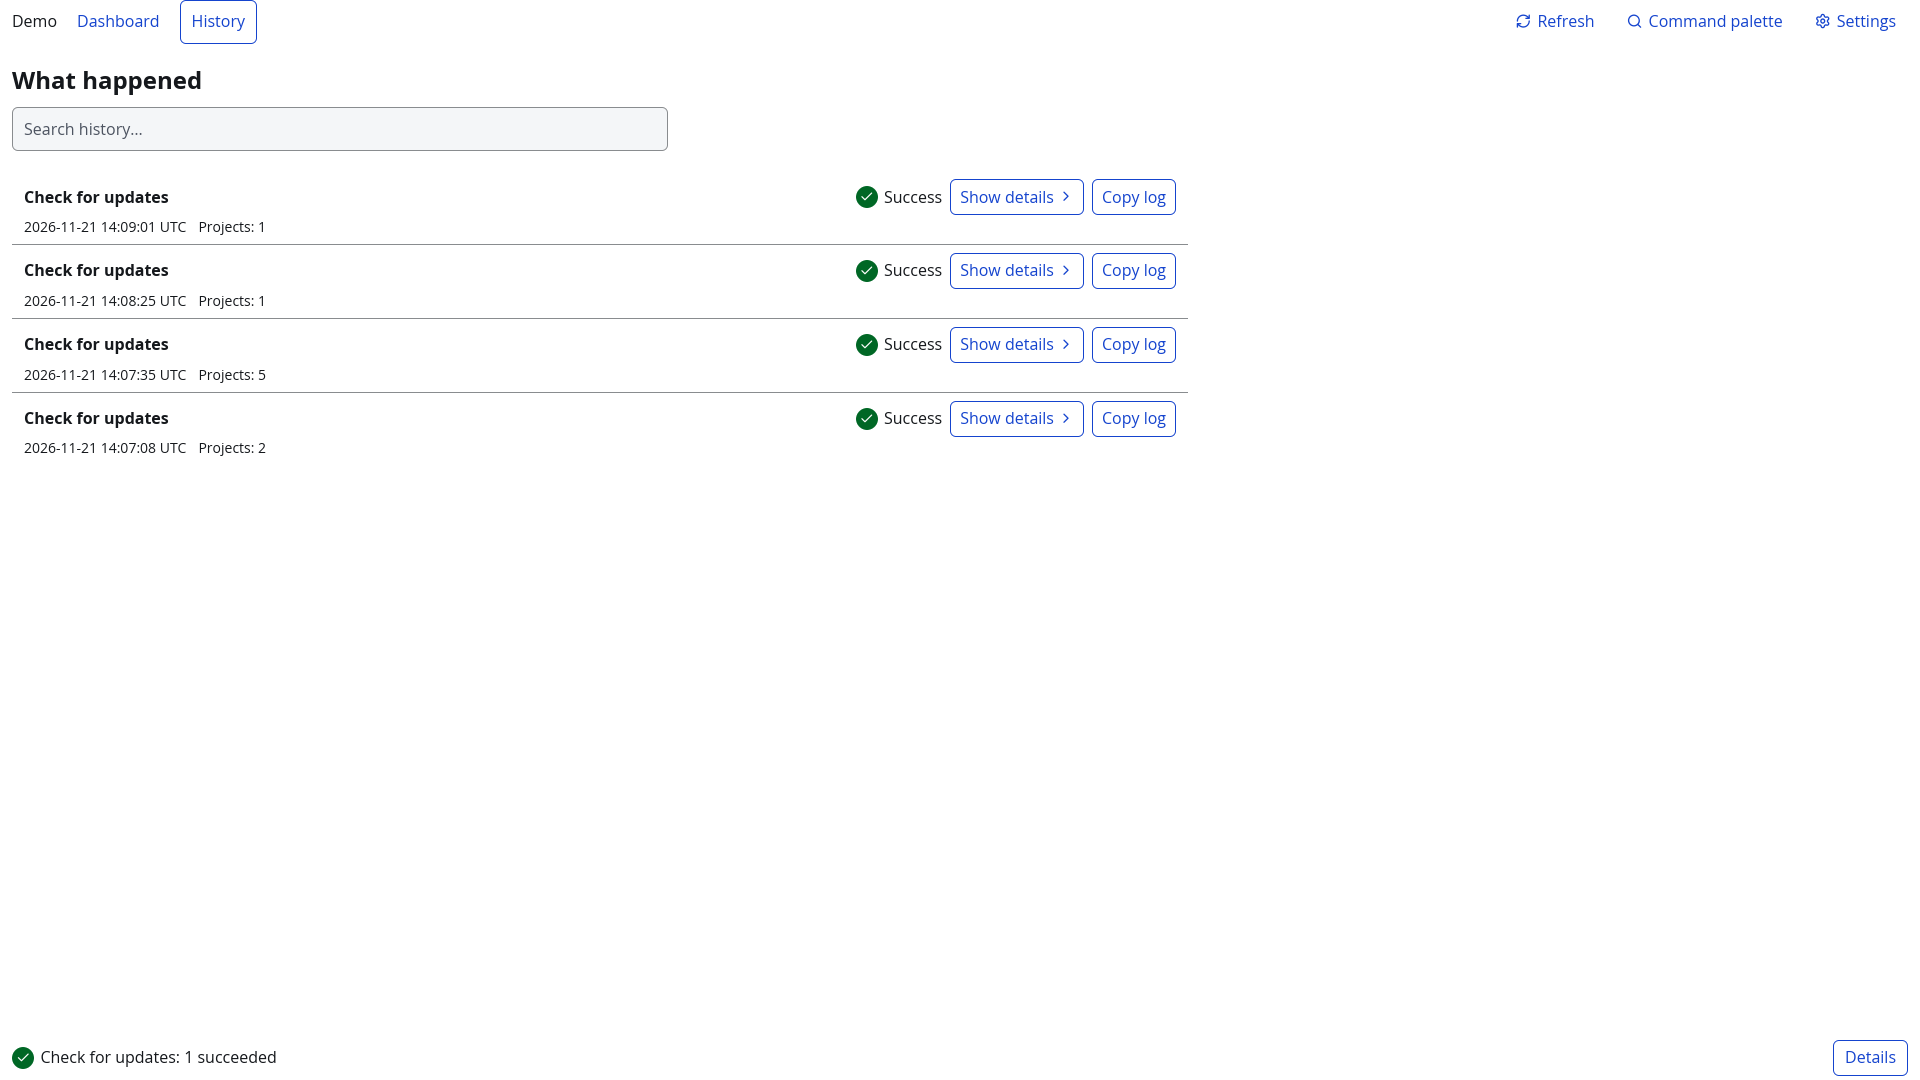 Demo Dashboard History Refresh Command palette Settings
What happened
Search history...
Check for updates Success Show details Copy log
2026-11-21 14:09:01 UTC Projects: 1
Check for updates Success Show details Copy log
2026-11-21 14:08:25 UTC Projects: 1
Check for updates Success Show details Copy log
2026-11-21 14:07:35 UTC Projects: 5
Check for updates Success Show details Copy log
2026-11-21 14:07:08 UTC Projects: 2
Check for updates: 1 succeeded Details